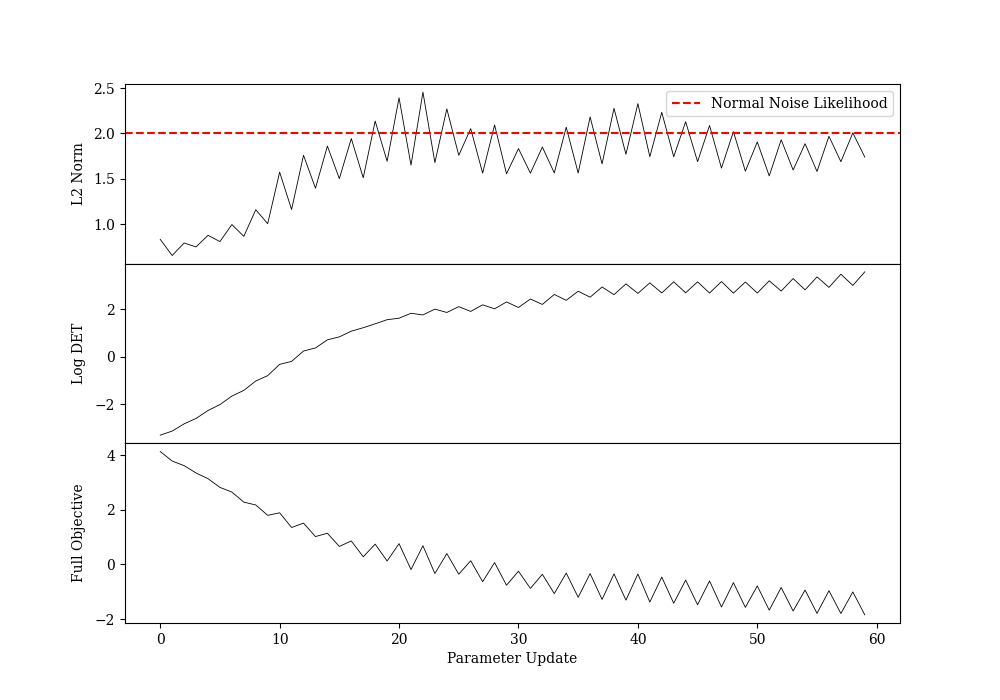 2.5
2.0
1.5
1.0
L2 Norm
Normal Noise Likelihood
2
0
−2
Log DET
4
2
0
−2
Full Objective
0 10 20 30 40 50 60
Parameter Update